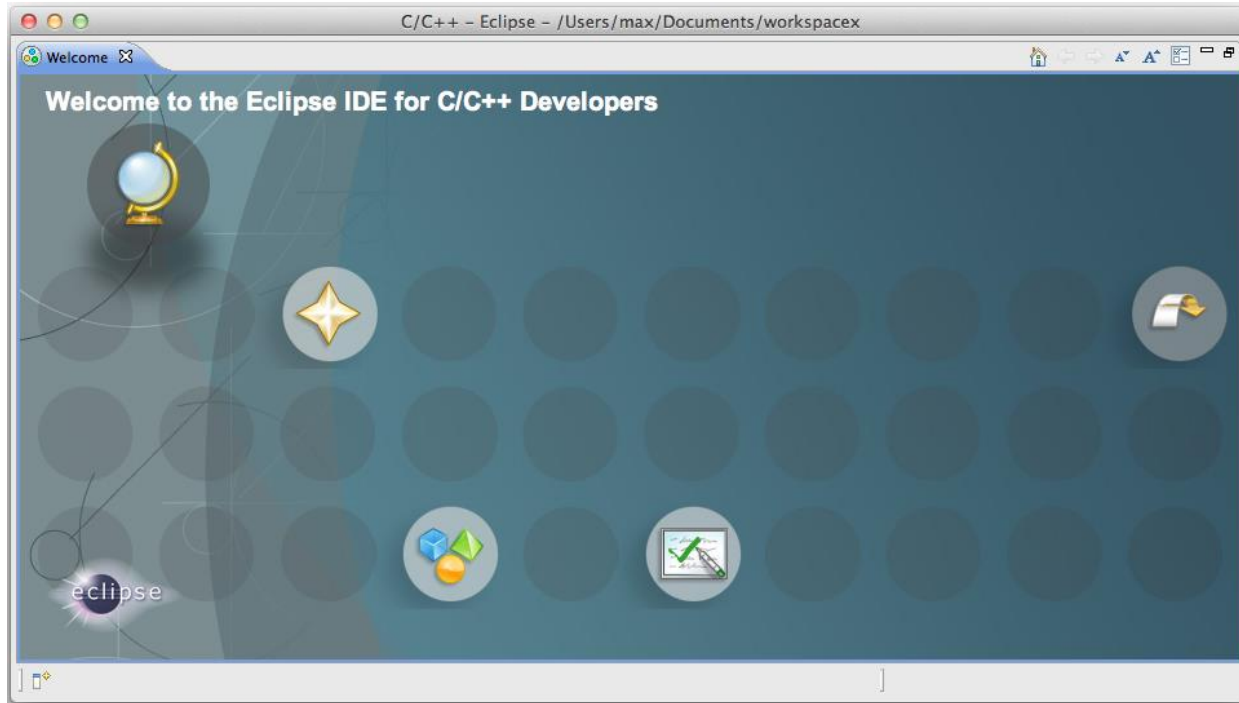 C/C++ – Eclipse – /Users/max/Documents/workspacex
Welcome
A A
Welcome to the Eclipse IDE for C/C++ Developers
eclipse